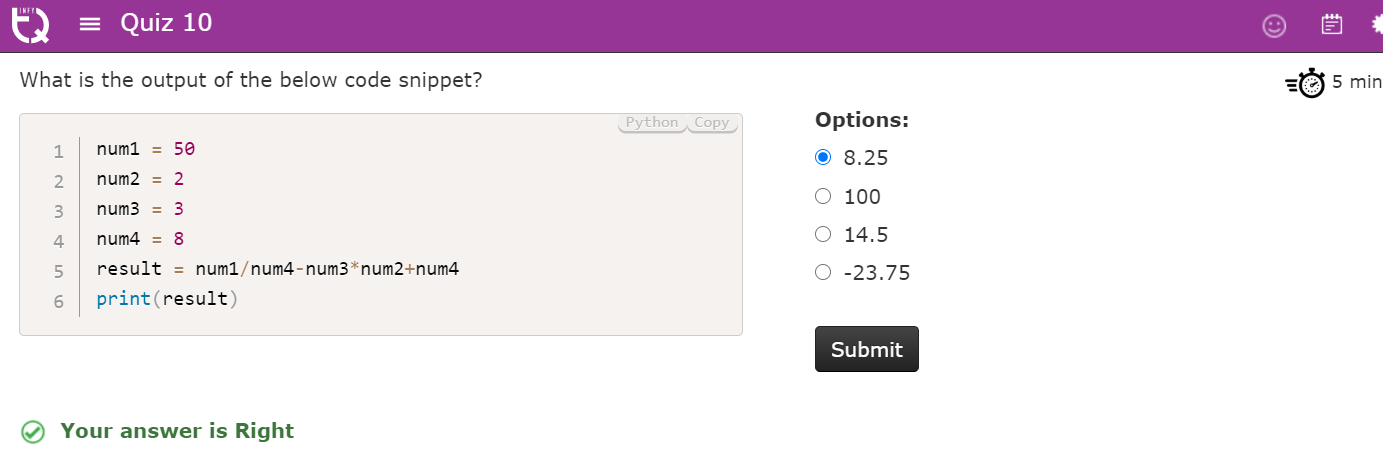 INFY
TQ
Quiz 10
What is the output of the below code snippet?
5 min
Python Copy
1 num1 = 50
2 num2 = 2
3 num3 = 3
4 num4 = 8
5 result = num1/num4-num3*num2+num4
6 print(result)
Options:
8.25
100
14.5
-23.75
Submit
Your answer is Right